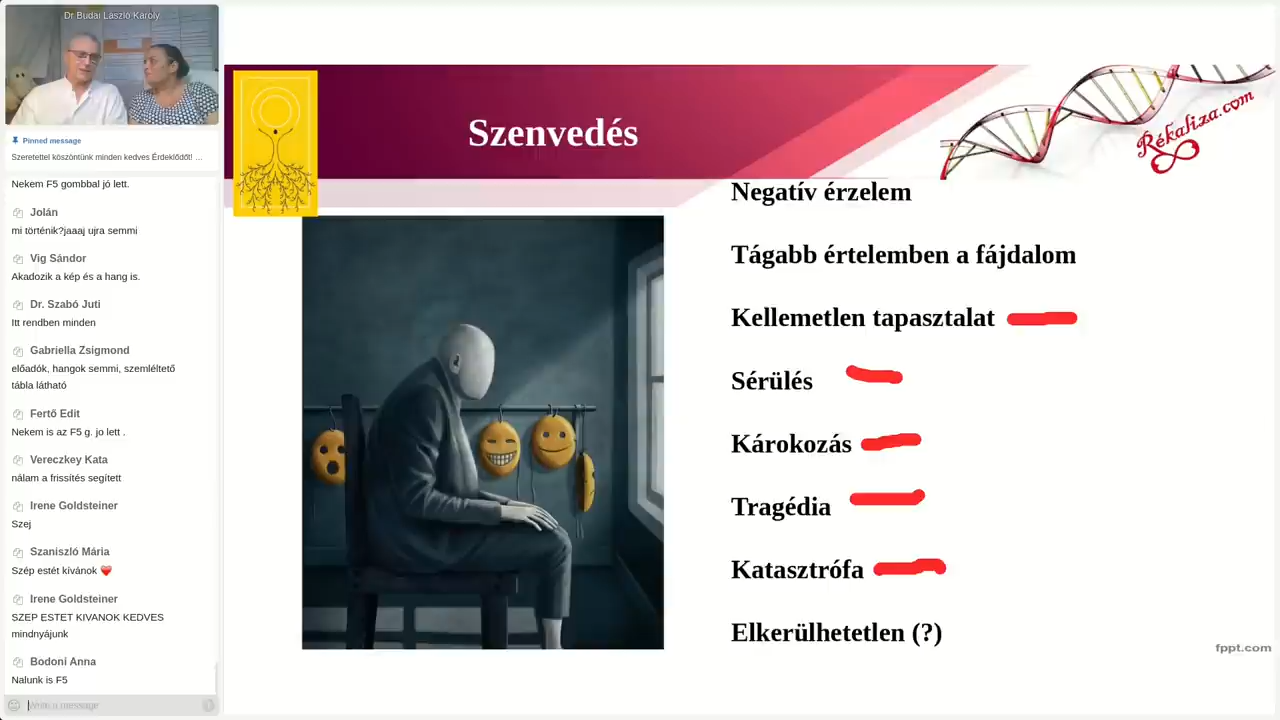 Dr Budai László Károly
Pinned message
Szeretettel köszöntünk minden kedves Érdeklődőt! ...
Nekem F5 gombbal jó lett.
Jolán
mi történik?jaaaj ujra semmi
Vig Sándor
Akadozik a kép és a hang is.
Dr. Szabó Juti
Itt rendben minden
Gabriella Zsigmond
előadók, hangok semmi, szemléltető
tábla látható
Fertő Edit
Nekem is az F5 g. jo lett .
Vereczkey Kata
nálam a frissítés segített
Irene Goldsteiner
Szej
Szaniszló Mária
Szép estét kívánok ❤️
Irene Goldsteiner
SZEP ESTET KIVANOK KEDVES
mindnyájunk
Bodoni Anna
Nalunk is F5
Write a message
Szenvedés
Rékaliza.com
Negatív érzelem
Tágabb értelemben a fájdalom
Kellemetlen tapasztalat
Sérülés
Károkozás
Tragédia
Katasztrófa
Elkerülhetetlen (?)
fppt.com